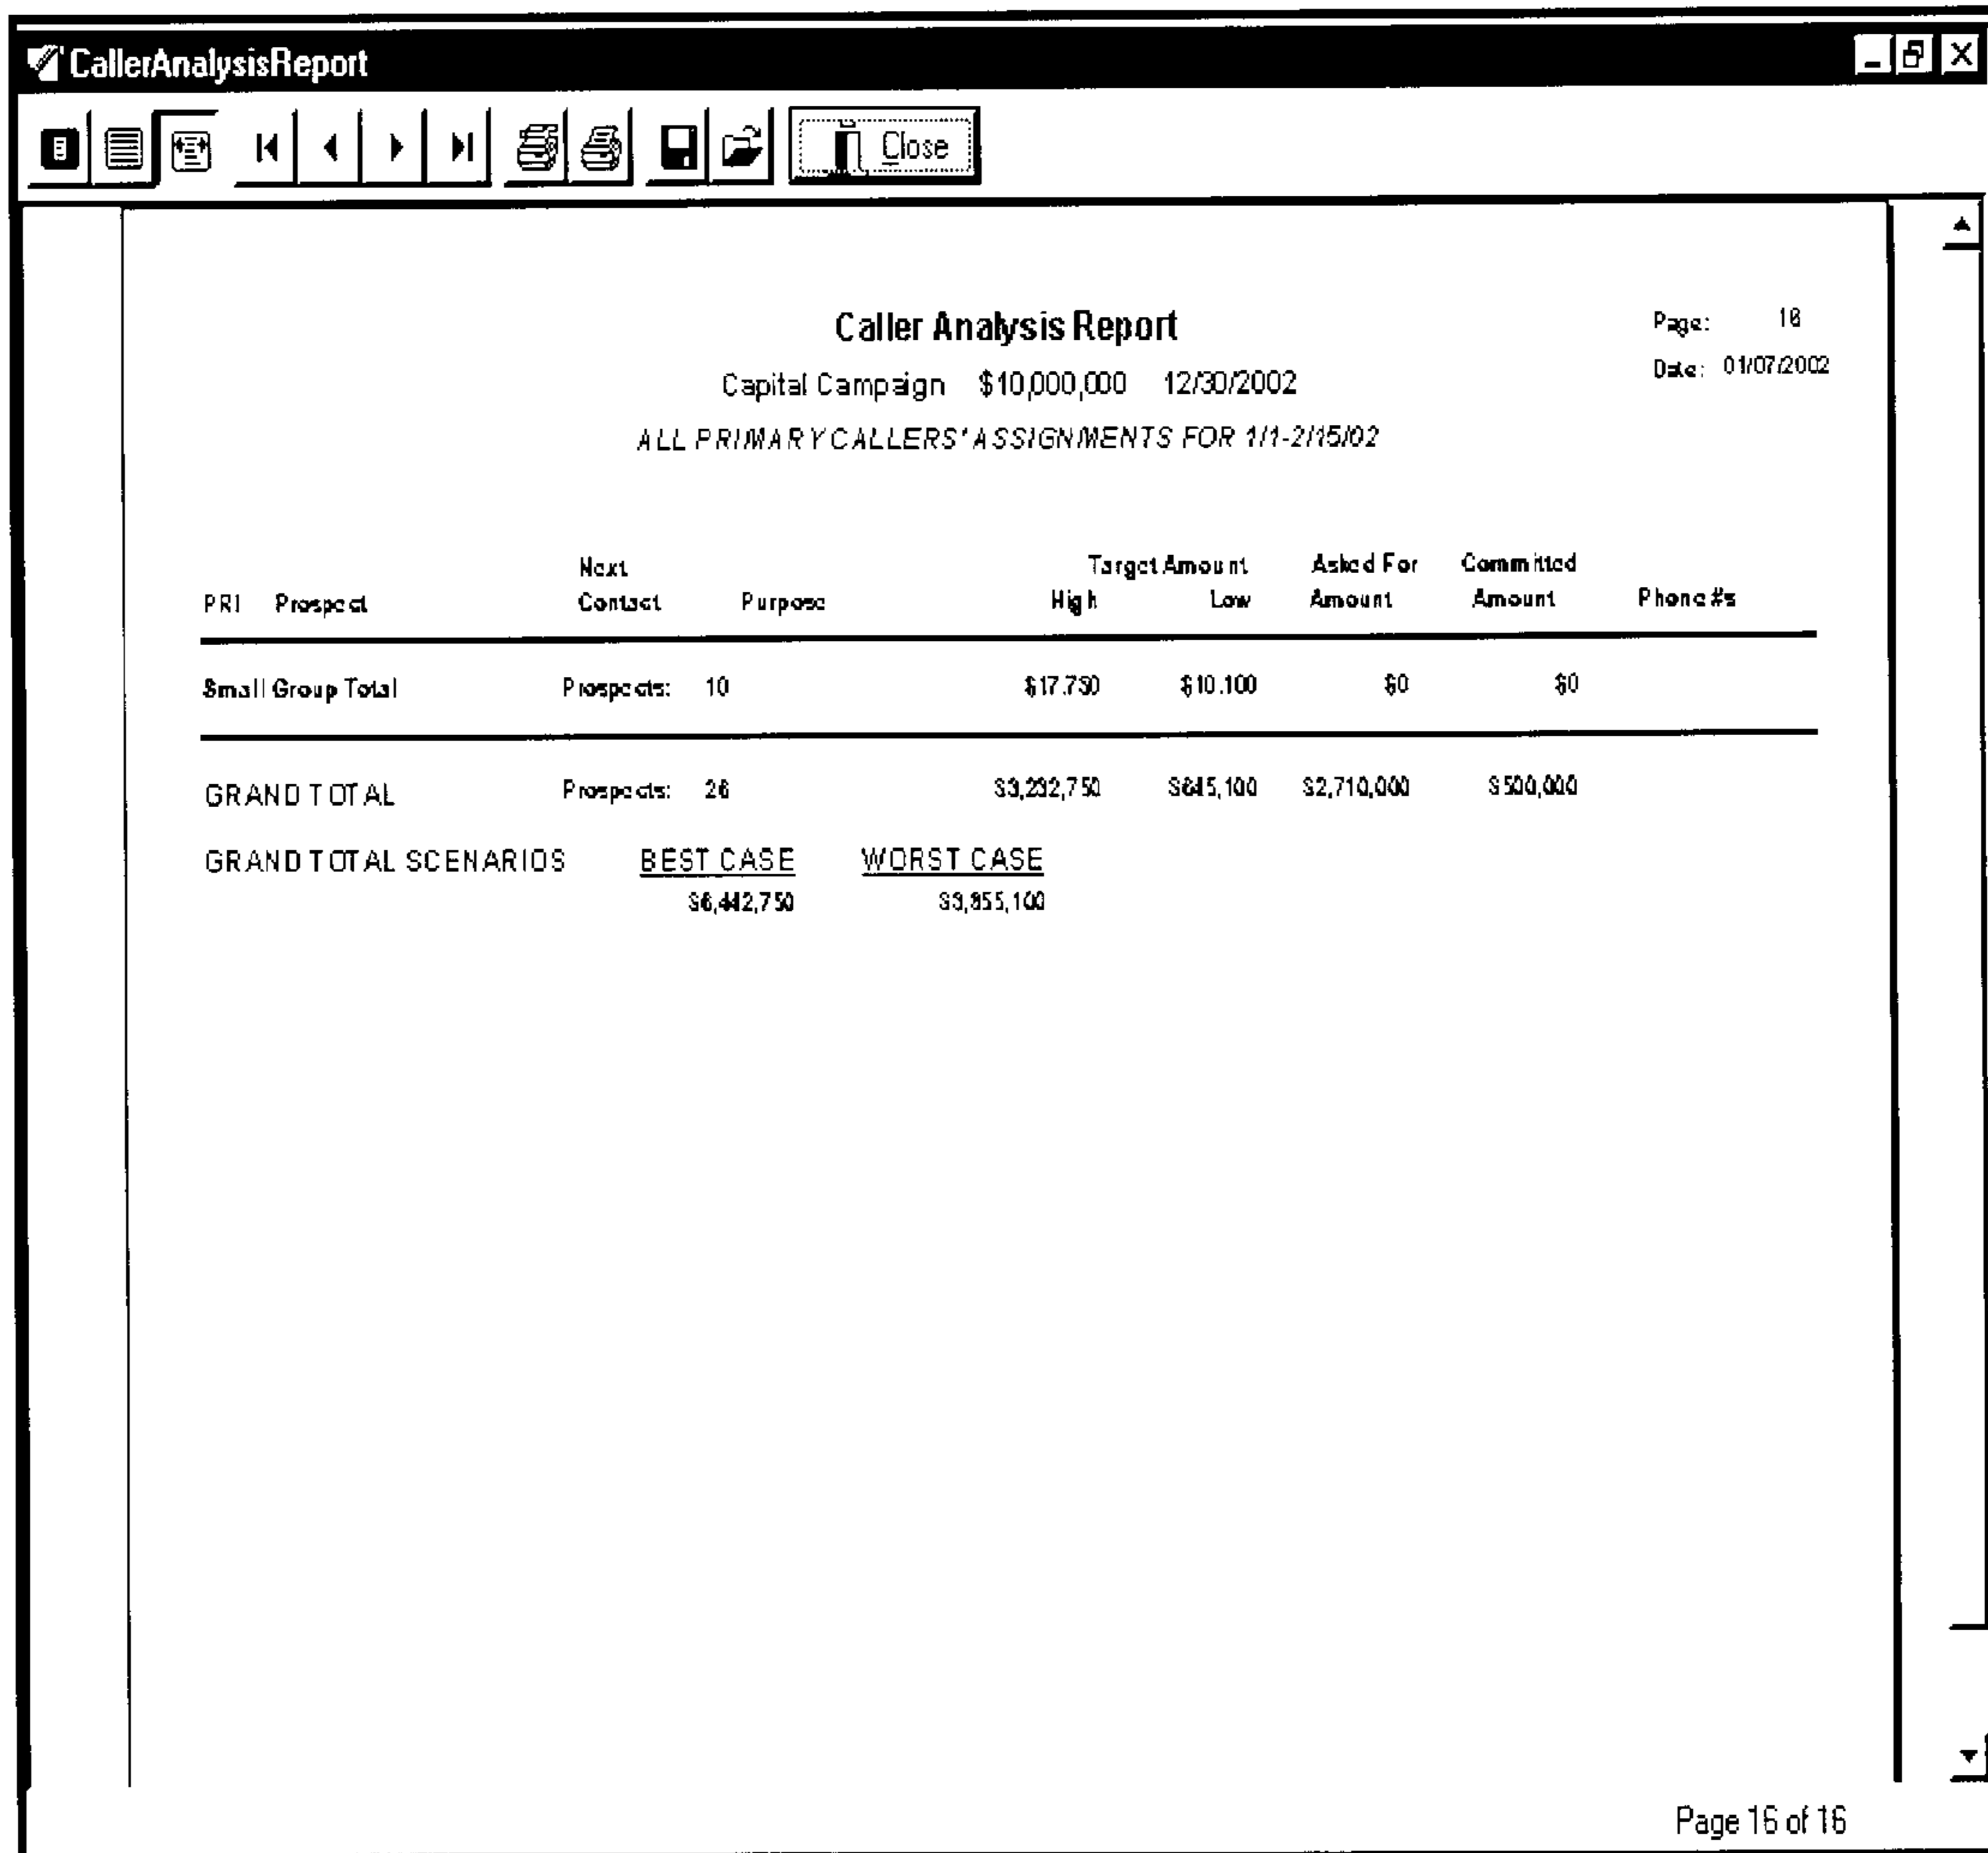 CallerAnalysisReport
Close
Caller Analysis Report
Page: 16
Capital Campaign $10,000,000 12/30/2002
Date: 01/07/2002
ALL PRIMARY CALLERS' ASSIGNMENTS FOR 1/1-2/15/02
Next Target Amount Asked For Committed
PRI Prospect Contact Purpose High Low Amount Amount Phone #s
Small Group Total Prospects: 10 $17,750 $10,100 $0 $0
GRAND TOTAL Prospects: 26 $3,232,750 $645,100 $2,710,000 $500,000
GRAND TOTAL SCENARIOS BEST CASE WORST CASE
$6,442,750 $3,855,100
Page 16 of 16